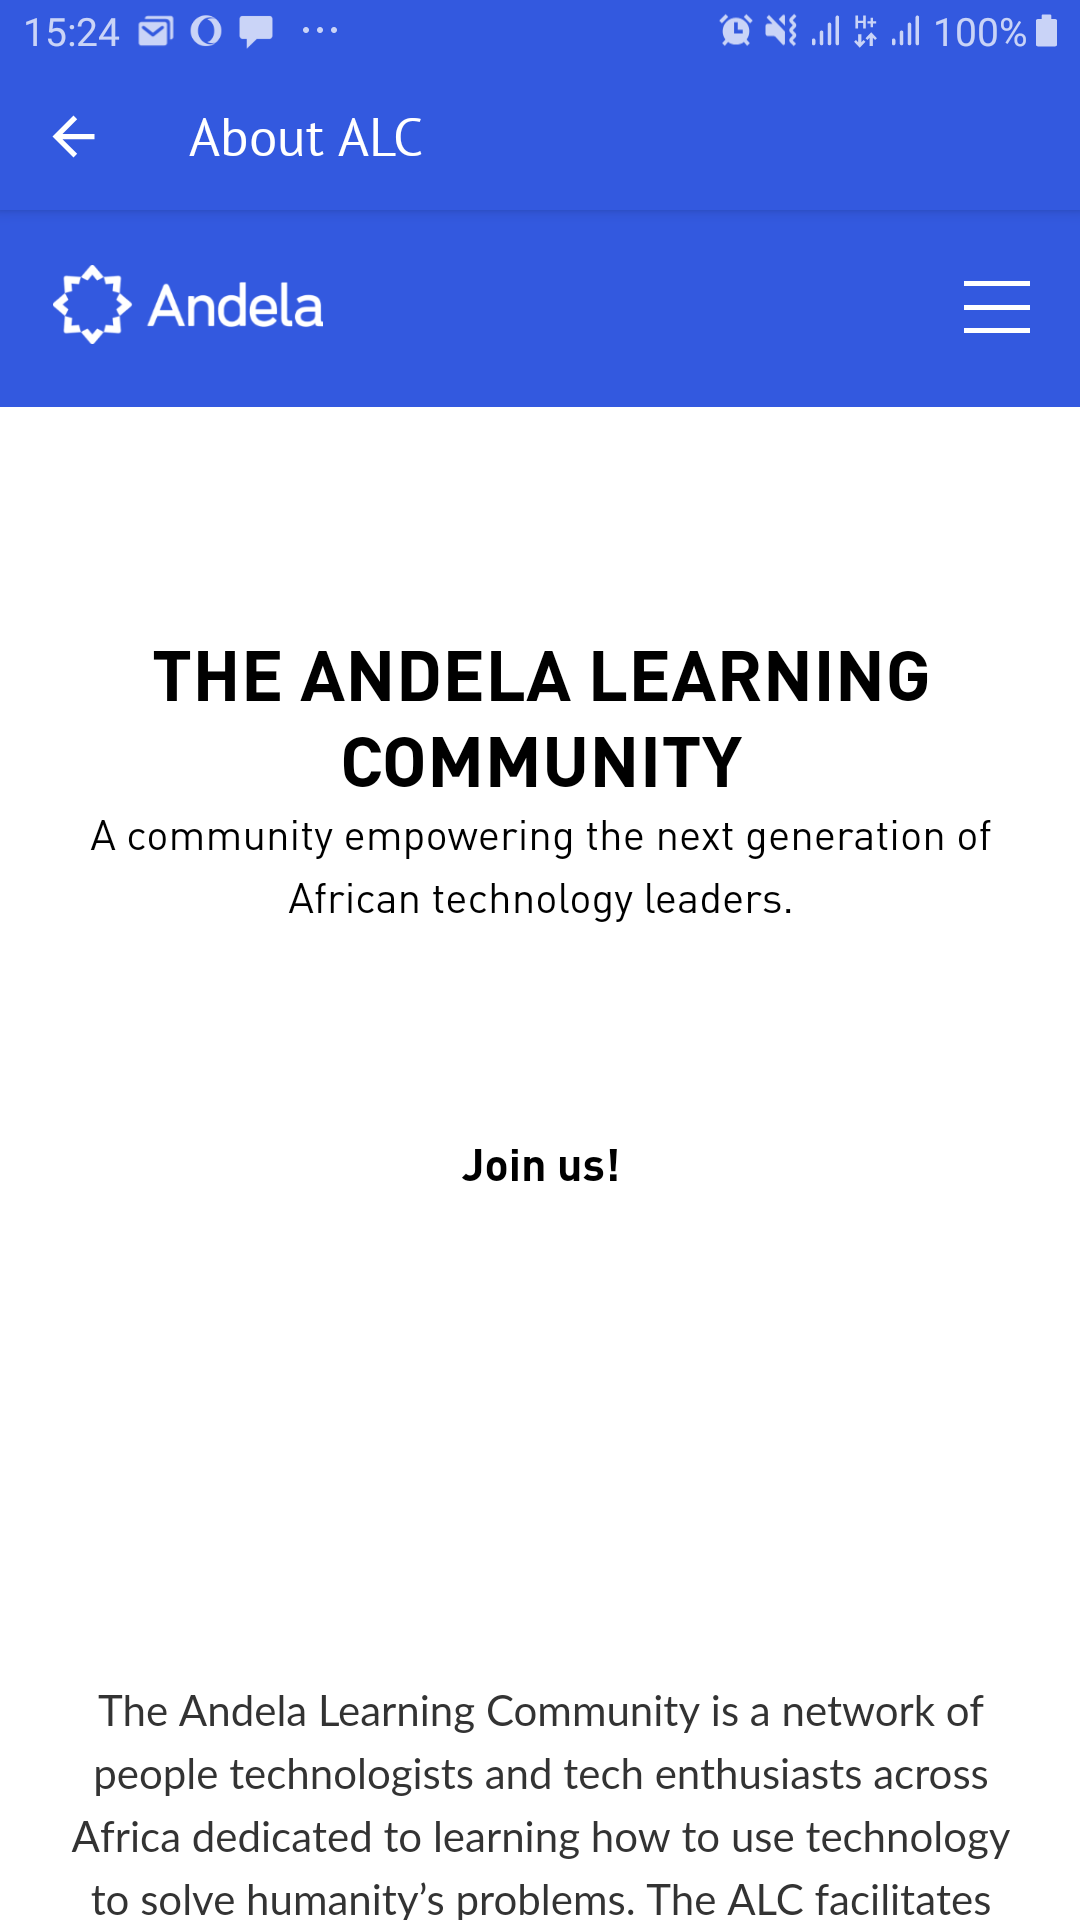 15:24
H+
100%
About ALC
Andela
THE ANDELA LEARNING
COMMUNITY
A community empowering the next generation of
African technology leaders.
Join us!
The Andela Learning Community is a network of
people technologists and tech enthusiasts across
Africa dedicated to learning how to use technology
to solve humanity’s problems. The ALC facilitates